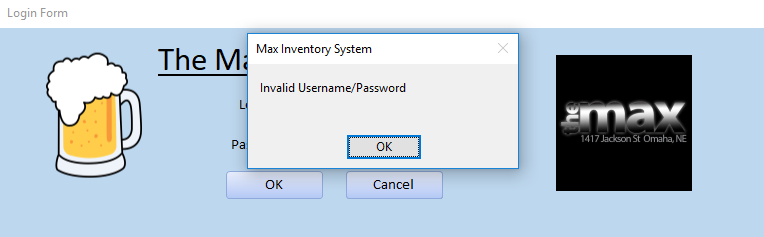 Login Form
The Ma
Max Inventory System
Invalid Username/Password
OK
Lo
Pa
OK
Cancel
the max
1417 Jackson St Omaha, NE